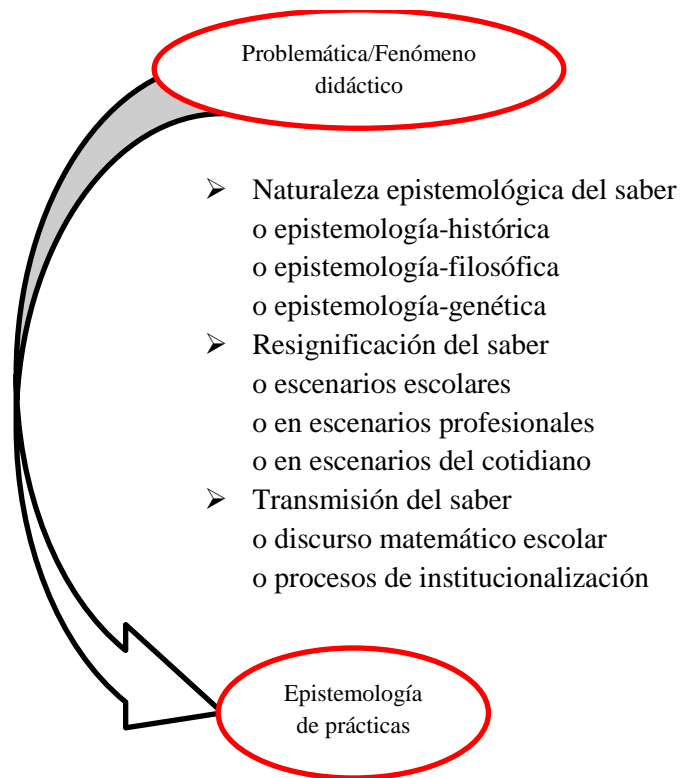 Problemática/Fenómeno
didáctico
➢ Naturaleza epistemológica del saber
o epistemología-histórica
o epistemología-filosófica
o epistemología-genética
➢ Resignificación del saber
o escenarios escolares
o en escenarios profesionales
o en escenarios del cotidiano
➢ Transmisión del saber
o discurso matemático escolar
o procesos de institucionalización
Epistemología
de prácticas